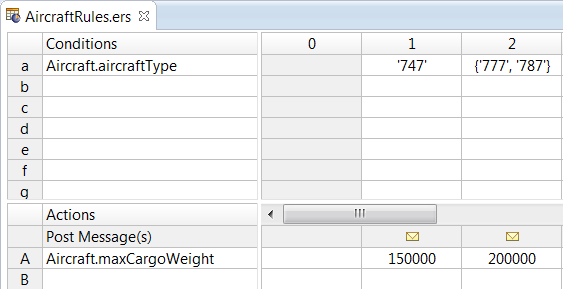 AircraftRules.ers
Conditions 0 1 2
a Aircraft.aircraftType '747' {'777', '787'}
b
c
d
e
f
g
Actions
Post Message(s)
A Aircraft.maxCargoWeight 150000 200000
B